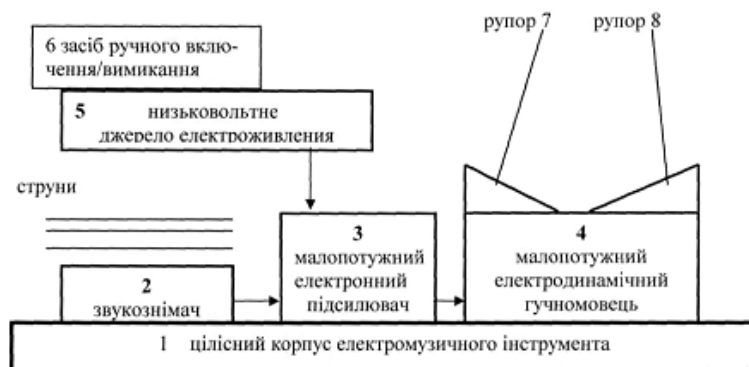 рупор 7
рупор 8
6 засіб ручного вклю-
чення/вимикання
5 низьковольтне
джерело електроживлення
струни
3
малопотужний
електронний
підсилювач
4
малопотужний
електродинамічний
гучномовець
2
звукознімач
1 цілісний корпус електромузичного інструмента